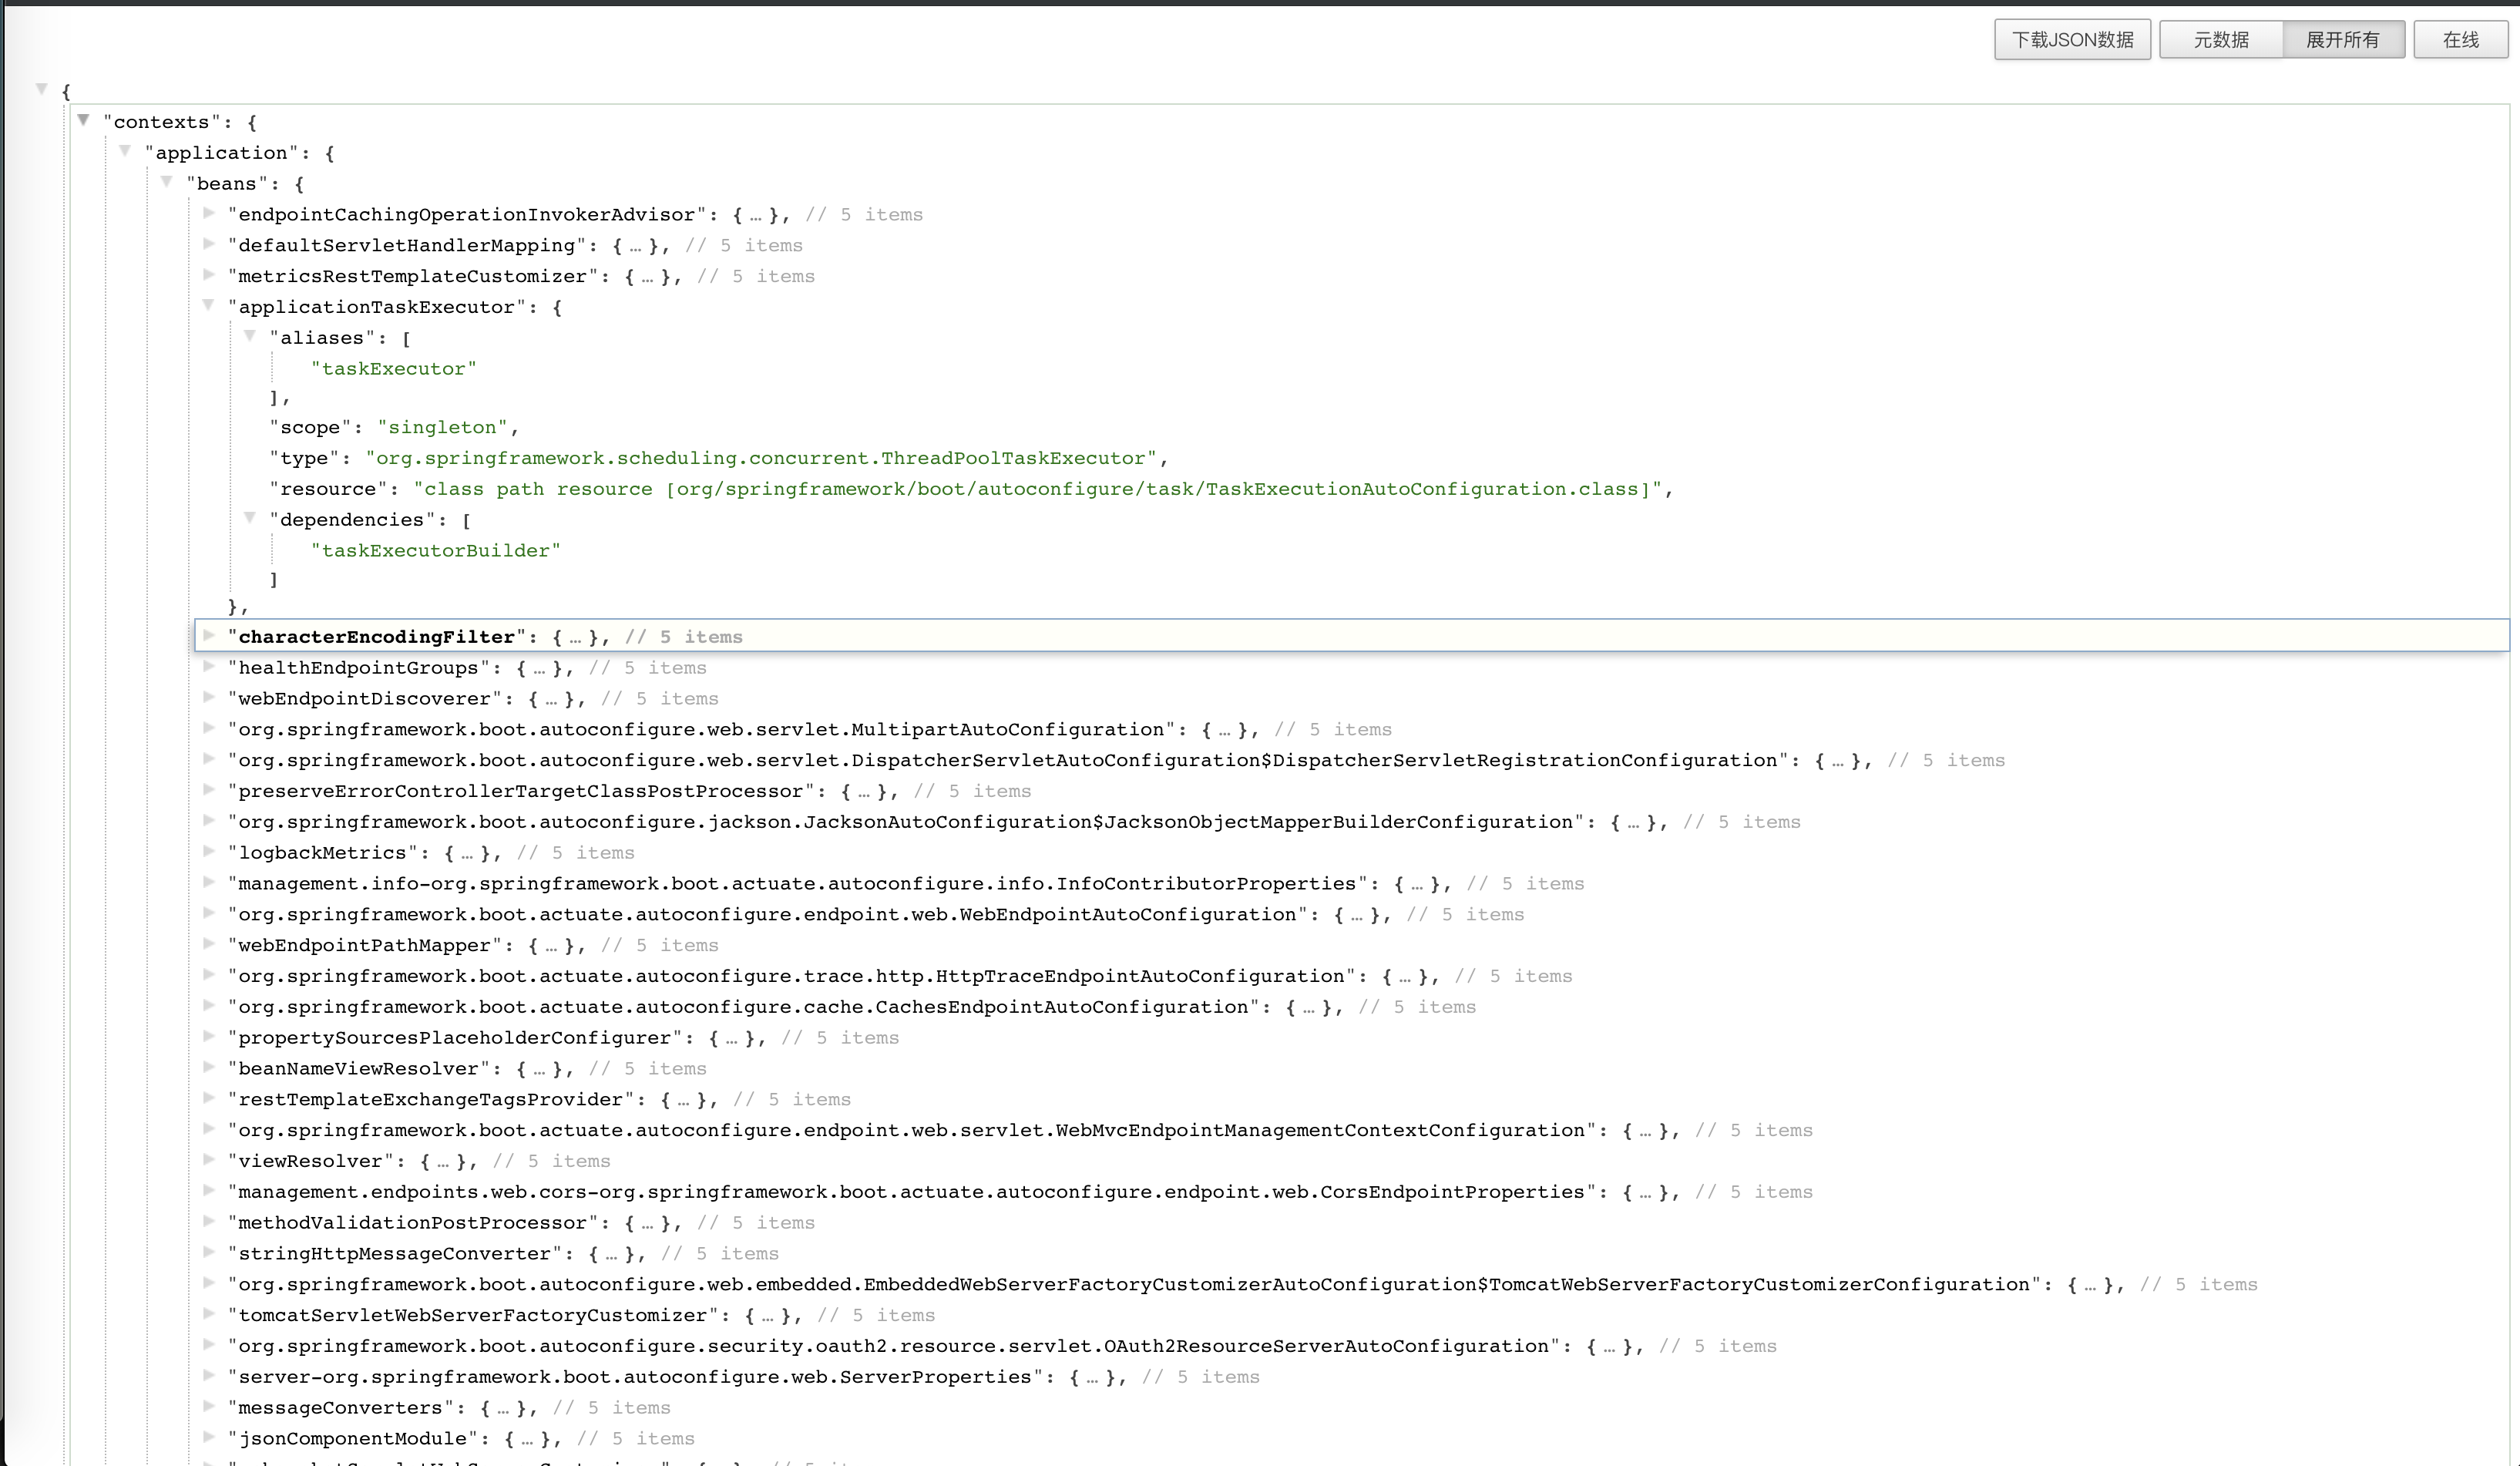 下载JSON数据 元数据 展开所有 在线
{
"contexts": {
"application": {
"beans": {
"endpointCachingOperationInvokerAdvisor": { … }, // 5 items
"defaultServletHandlerMapping": { … }, // 5 items
"metricsRestTemplateCustomizer": { … }, // 5 items
"applicationTaskExecutor": {
"aliases": [
"taskExecutor"
],
"scope": "singleton",
"type": "org.springframework.scheduling.concurrent.ThreadPoolTaskExecutor",
"resource": "class path resource [org/springframework/boot/autoconfigure/task/TaskExecutionAutoConfiguration.class]",
"dependencies": [
"taskExecutorBuilder"
]
},
"characterEncodingFilter": { … }, // 5 items
"healthEndpointGroups": { … }, // 5 items
"webEndpointDiscoverer": { … }, // 5 items
"org.springframework.boot.autoconfigure.web.servlet.MultipartAutoConfiguration": { … }, // 5 items
"org.springframework.boot.autoconfigure.web.servlet.DispatcherServletAutoConfiguration$DispatcherServletRegistrationConfiguration": { … }, // 5 items
"preserveErrorControllerTargetClassPostProcessor": { … }, // 5 items
"org.springframework.boot.autoconfigure.jackson.JacksonAutoConfiguration$JacksonObjectMapperBuilderConfiguration": { … }, // 5 items
"logbackMetrics": { … }, // 5 items
"management.info-org.springframework.boot.actuate.autoconfigure.info.InfoContributorProperties": { … }, // 5 items
"org.springframework.boot.actuate.autoconfigure.endpoint.web.WebEndpointAutoConfiguration": { … }, // 5 items
"webEndpointPathMapper": { … }, // 5 items
"org.springframework.boot.actuate.autoconfigure.trace.http.HttpTraceEndpointAutoConfiguration": { … }, // 5 items
"org.springframework.boot.actuate.autoconfigure.cache.CachesEndpointAutoConfiguration": { … }, // 5 items
"propertySourcesPlaceholderConfigurer": { … }, // 5 items
"beanNameViewResolver": { … }, // 5 items
"restTemplateExchangeTagsProvider": { … }, // 5 items
"org.springframework.boot.actuate.autoconfigure.endpoint.web.servlet.WebMvcEndpointManagementContextConfiguration": { … }, // 5 items
"viewResolver": { … }, // 5 items
"management.endpoints.web.cors-org.springframework.boot.actuate.autoconfigure.endpoint.web.CorsEndpointProperties": { … }, // 5 items
"methodValidationPostProcessor": { … }, // 5 items
"stringHttpMessageConverter": { … }, // 5 items
"org.springframework.boot.autoconfigure.web.embedded.EmbeddedWebServerFactoryCustomizerAutoConfiguration$TomcatWebServerFactoryCustomizerConfiguration": { … }, // 5 items
"tomcatServletWebServerFactoryCustomizer": { … }, // 5 items
"org.springframework.boot.autoconfigure.security.oauth2.resource.servlet.OAuth2ResourceServerAutoConfiguration": { … }, // 5 items
"server-org.springframework.boot.autoconfigure.web.ServerProperties": { … }, // 5 items
"messageConverters": { … }, // 5 items
"jsonComponentModule": { … }, // 5 items